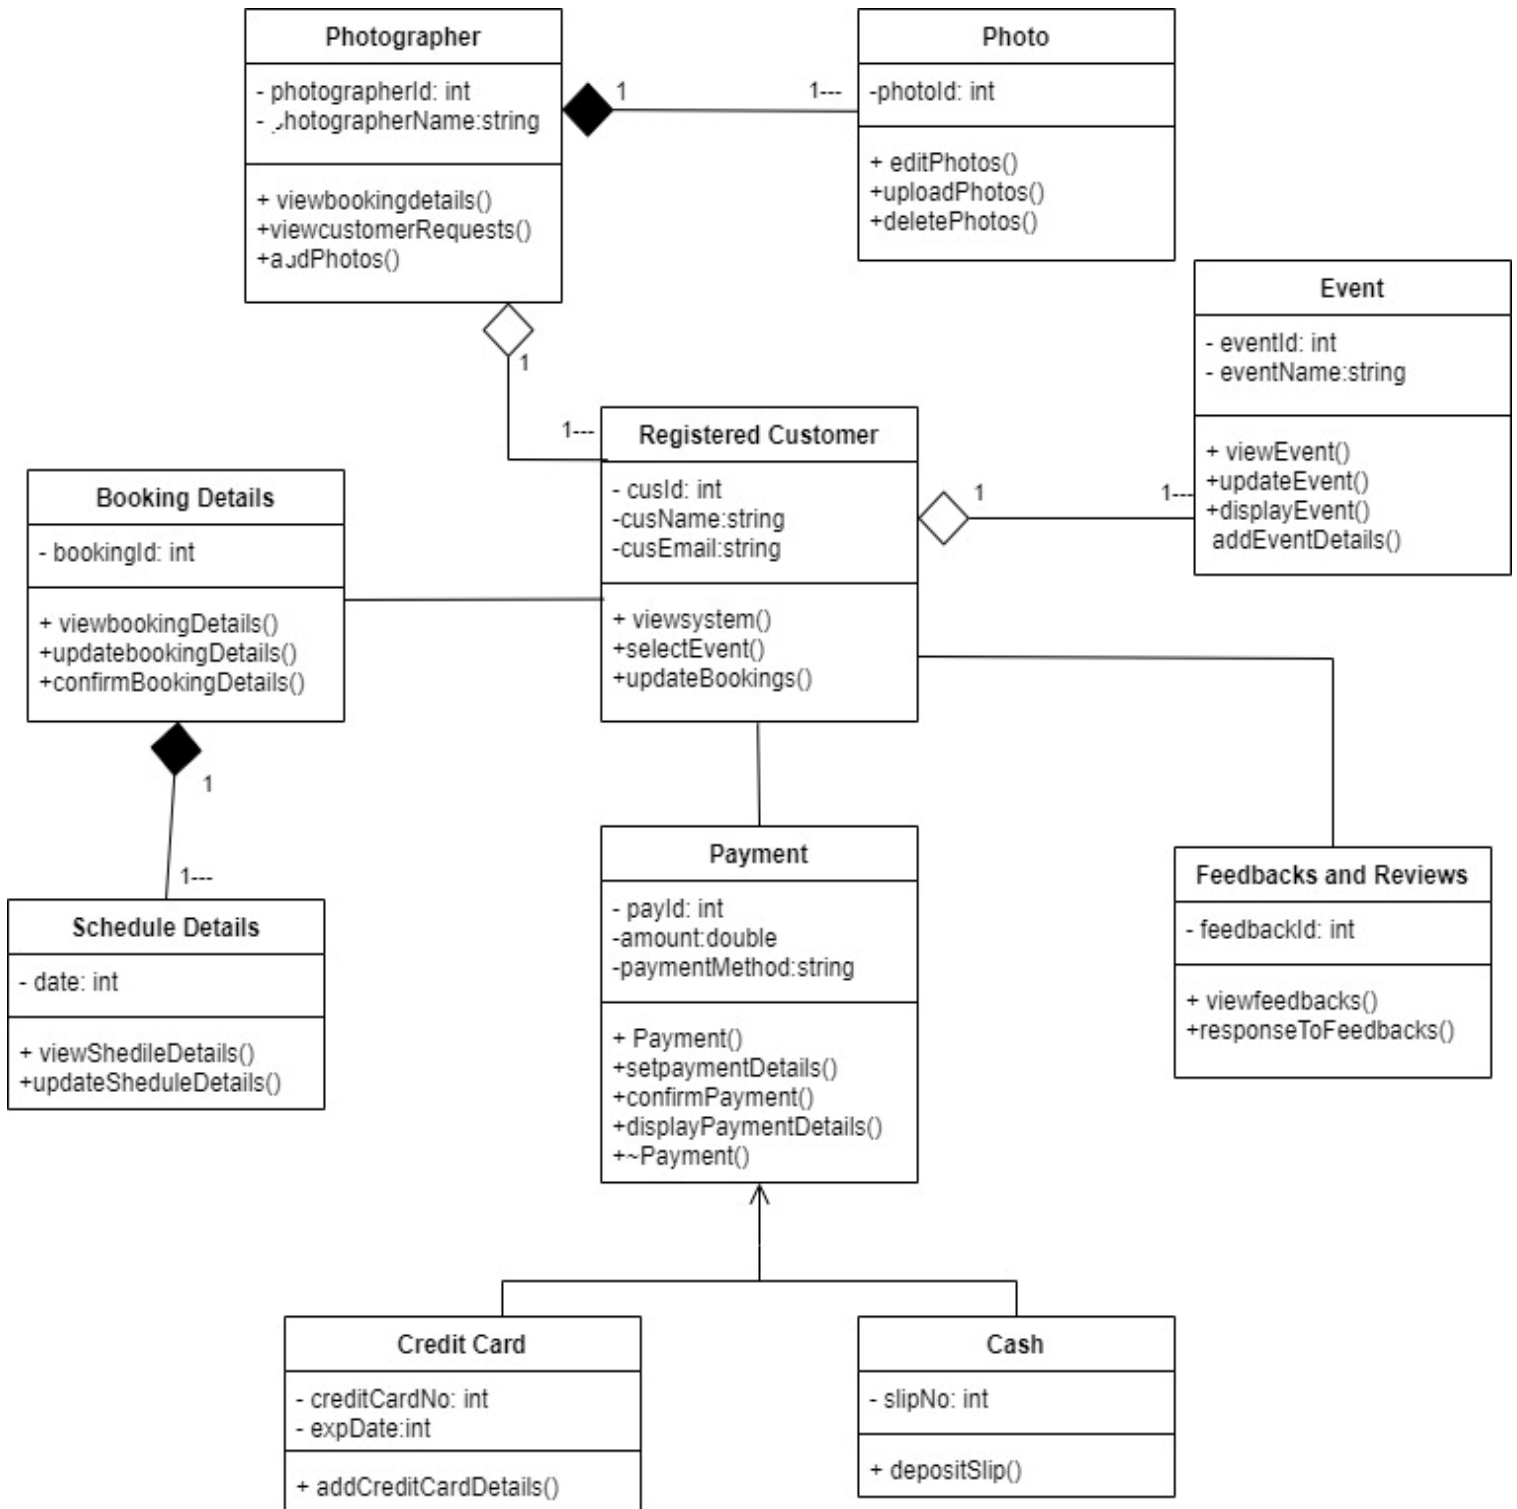 Photographer
- photographerId: int
- photographerName:string
+ viewbookingdetails()
+viewcustomerRequests()
+addPhotos()
1
1---
Photo
-photoId: int
+ editPhotos()
+uploadPhotos()
+deletePhotos()
Event
- eventId: int
- eventName:string
+ viewEvent()
+updateEvent()
+displayEvent()
addEventDetails()
1
1---
Registered Customer
- cusId: int
-cusName:string
-cusEmail:string
+ viewsystem()
+selectEvent()
+updateBookings()
1
1---
Booking Details
- bookingId: int
+ viewbookingDetails()
+updatebookingDetails()
+confirmBookingDetails()
1
1---
Schedule Details
- date: int
+ viewShedileDetails()
+updateSheduleDetails()
Payment
- payId: int
-amount:double
-paymentMethod:string
+ Payment()
+setpaymentDetails()
+confirmPayment()
+displayPaymentDetails()
+~Payment()
Feedbacks and Reviews
- feedbackId: int
+ viewfeedbacks()
+responseToFeedbacks()
Credit Card
- creditCardNo: int
- expDate:int
+ addCreditCardDetails()
Cash
- slipNo: int
+ depositSlip()